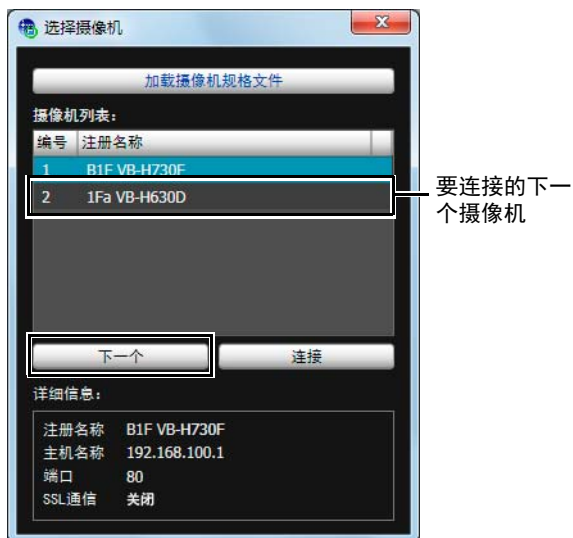 选择摄像机
加载摄像机规格文件
摄像机列表:
编号 注册名称
1 B1F VB-H730F
2 1Fa VB-H630D
要连接的下一
个摄像机
下一个 连接
详细信息:
注册名称 B1F VB-H730F
主机名称 192.168.100.1
端口 80
SSL通信 关闭